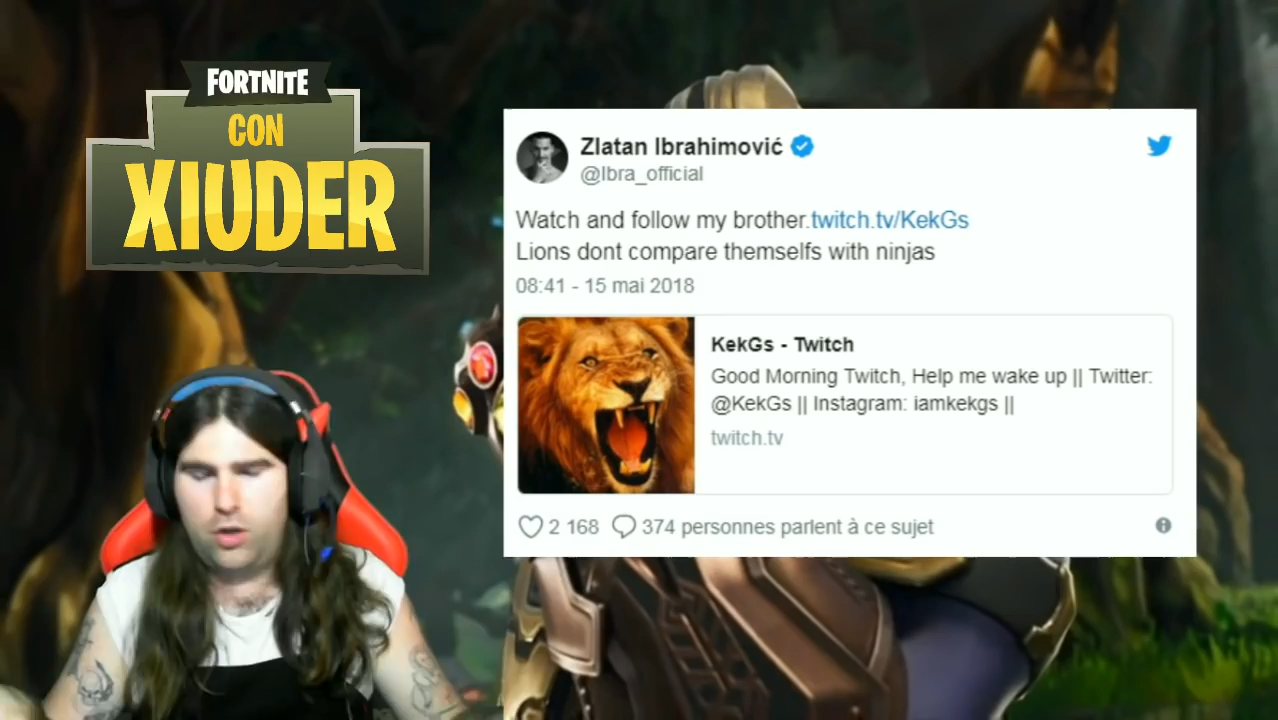 FORTNITE
CON
XIUDER
Zlatan Ibrahimović
@Ibra_official
Watch and follow my brother.twitch.tv/KekGs
Lions dont compare themselfs with ninjas
08:41 - 15 mai 2018
KekGs - Twitch
Good Morning Twitch, Help me wake up || Twitter:
@KekGs || Instagram: iamkekgs ||
twitch.tv
2 168 374 personnes parlent à ce sujet